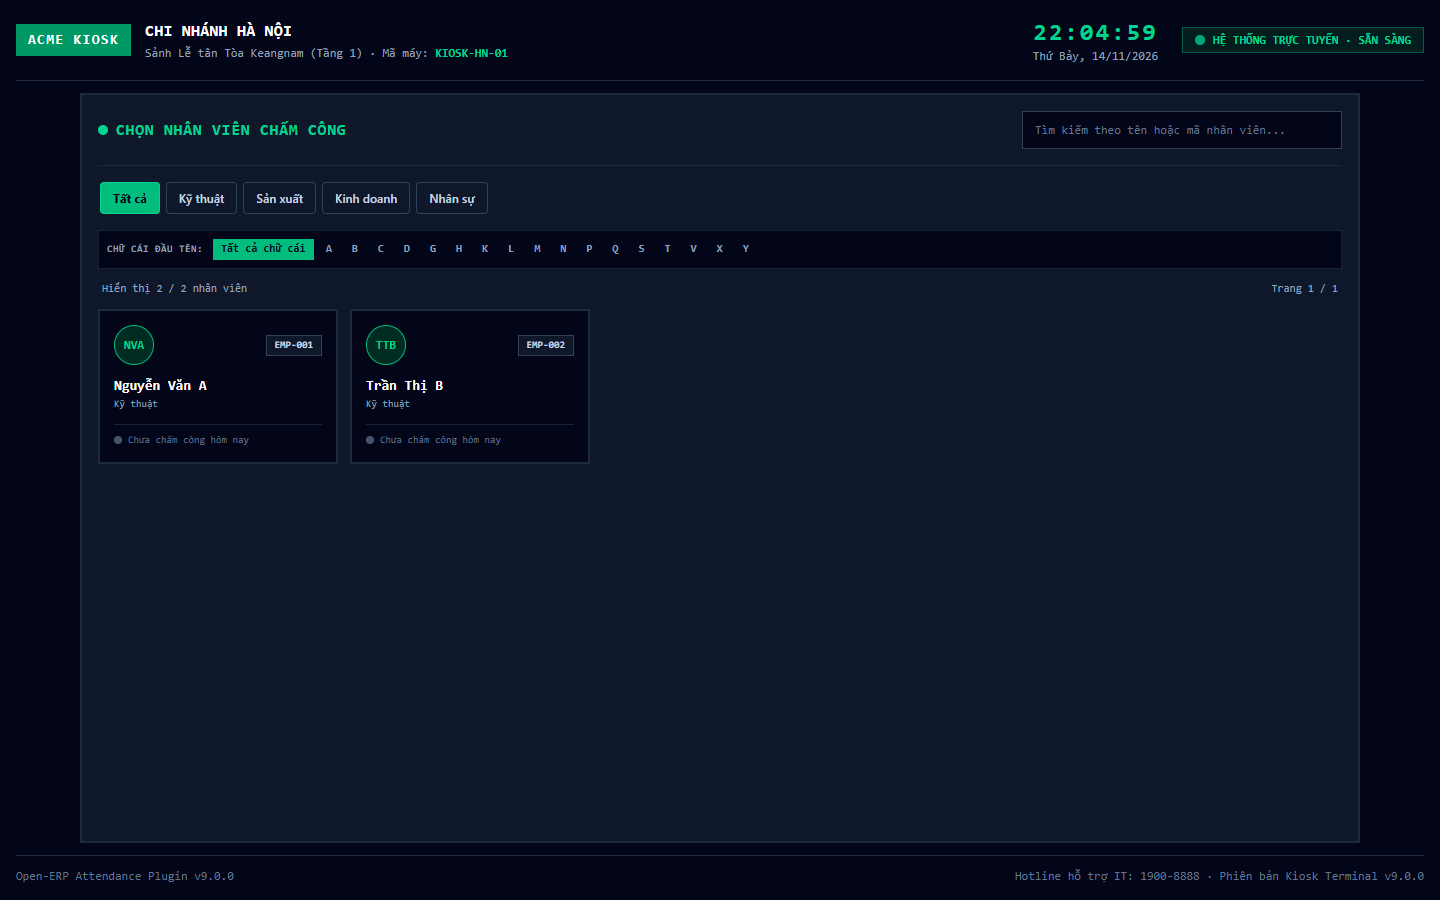 ACME KIOSK
CHI NHÁNH HÀ NỘI
Sảnh Lễ tân Tòa Keangnam (Tầng 1) · Mã máy: KIOSK-HN-01
22:04:59
Thứ Bảy, 14/11/2026
HỆ THỐNG TRỰC TUYẾN · SẴN SÀNG
CHỌN NHÂN VIÊN CHẤM CÔNG
Tìm kiếm theo tên hoặc mã nhân viên...
Tất cả Kỹ thuật Sản xuất Kinh doanh Nhân sự
CHỮ CÁI ĐẦU TÊN: Tất cả chữ cái A B C D G H K L M N P Q S T V X Y
Hiển thị 2 / 2 nhân viên
Trang 1 / 1
NVA
EMP-001
Nguyễn Văn A
Kỹ thuật
Chưa chấm công hôm nay
TTB
EMP-002
Trần Thị B
Kỹ thuật
Chưa chấm công hôm nay
Open-ERP Attendance Plugin v9.0.0
Hotline hỗ trợ IT: 1900-8888 · Phiên bản Kiosk Terminal v9.0.0